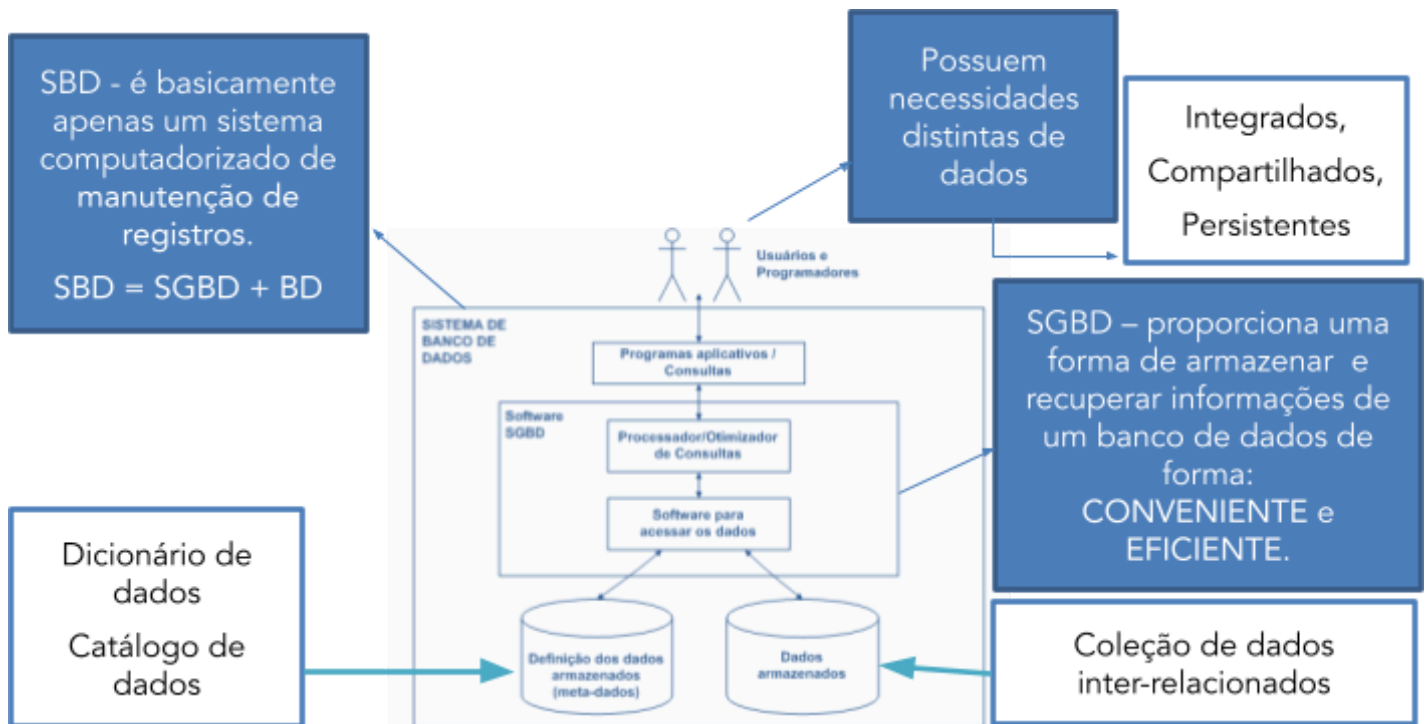 SBD - é basicamente
apenas um sistema
computadorizado de
manutenção de
registros.
SBD = SGBD + BD
Possuem
necessidades
distintas de
dados
Integrados,
Compartilhados,
Persistentes
Usuários e
Programadores
SISTEMA DE
BANCO DE
DADOS
Programas aplicativos /
Consultas
Software
SGBD
Processador/Otimizador
de Consultas
Software para
acessar os dados
SGBD – proporciona uma
forma de armazenar e
recuperar informações de
um banco de dados de
forma:
CONVENIENTE e
EFICIENTE.
Dicionário de
dados
Catálogo de
dados
Definição dos dados
armazenados
(meta-dados)
Dados
armazenados
Coleção de dados
inter-relacionados